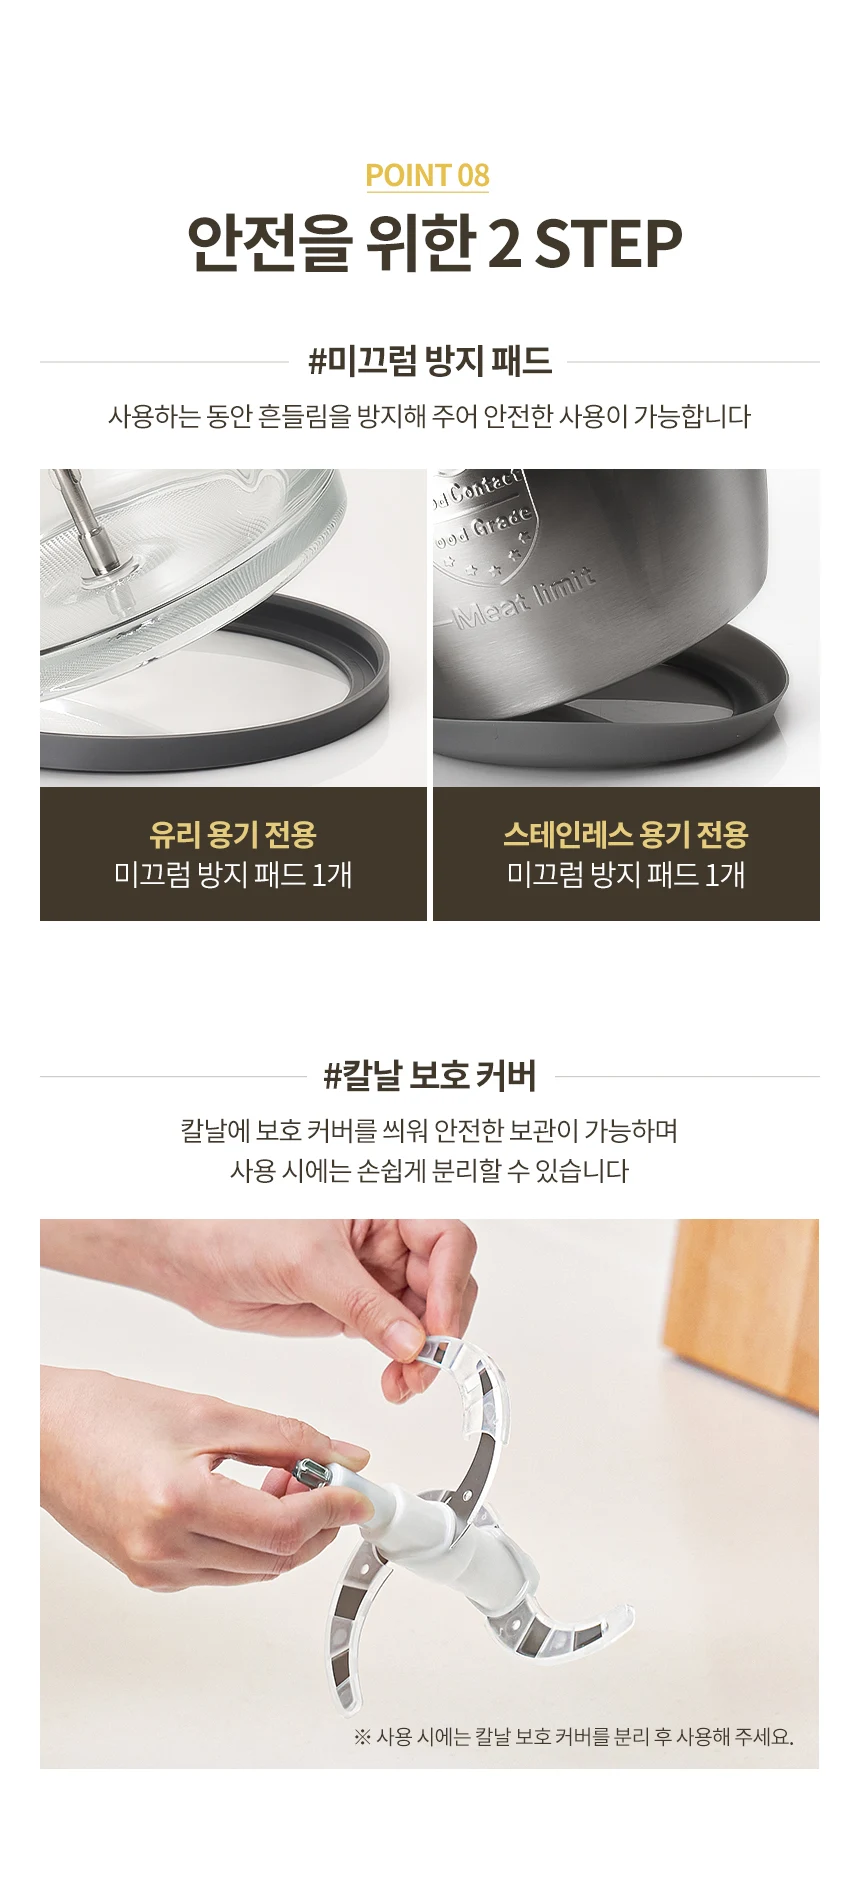 POINT 08
안전을 위한 2 STEP
#미끄럼 방지 패드
사용하는 동안 흔들림을 방지해 주어 안전한 사용이 가능합니다
Contact
Grade
Meat limit
유리 용기 전용
미끄럼 방지 패드 1개
스테인레스 용기 전용
미끄럼 방지 패드 1개
#칼날 보호 커버
칼날에 보호 커버를 씌워 안전한 보관이 가능하며
사용 시에는 손쉽게 분리할 수 있습니다
※ 사용 시에는 칼날 보호 커버를 분리 후 사용해 주세요.